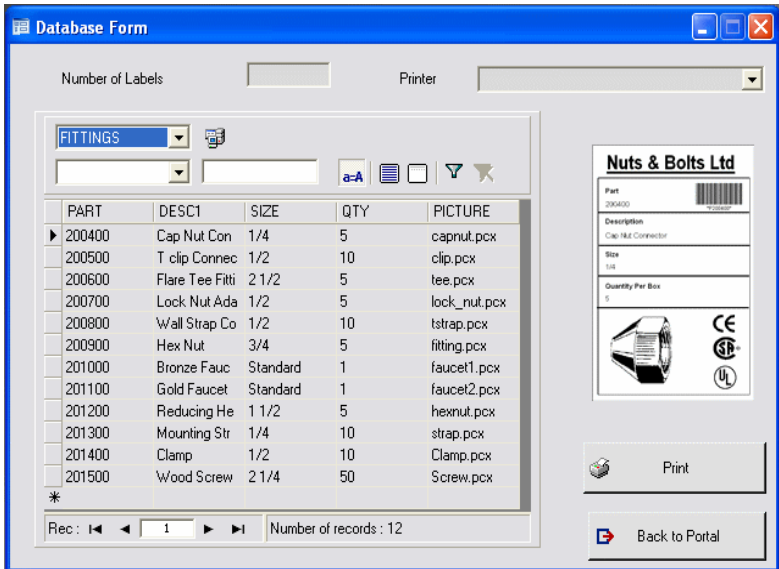 Database Form
Number of Labels
Printer
FITTINGS
a=A
PART DESC1 SIZE QTY PICTURE
200400 Cap Nut Con 1/4 5 capnut.pcx
200500 T clip Connec 1/2 10 clip.pcx
200600 Flare Tee Fitti 2 1/2 5 tee.pcx
200700 Lock Nut Ada 1/2 5 lock_nut.pcx
200800 Wall Strap Co 1/2 10 tstrap.pcx
200900 Hex Nut 3/4 5 fitting.pcx
201000 Bronze Fauc Standard 1 faucet1.pcx
201100 Gold Faucet Standard 1 faucet2.pcx
201200 Reducing He 1 1/2 5 hexnut.pcx
201300 Mounting Str 1/4 10 strap.pcx
201400 Clamp 1/2 10 Clamp.pcx
201500 Wood Screw 2 1/4 50 Screw.pcx
Rec : 1 Number of records : 12
Nuts & Bolts Ltd
Part
200400
Description
Cap Nut Connector
Size
1/4
Quantity Per Box
5
CE
SA
UL
Print
Back to Portal